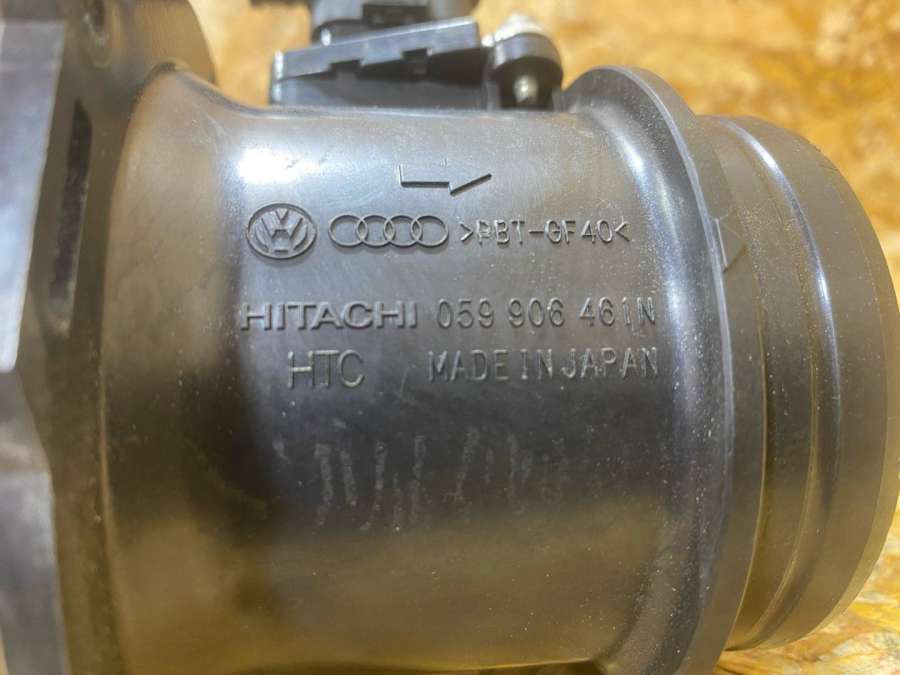 >PBT-GF40<
HITACHI 059 906 461N
HTC MADE IN JAPAN